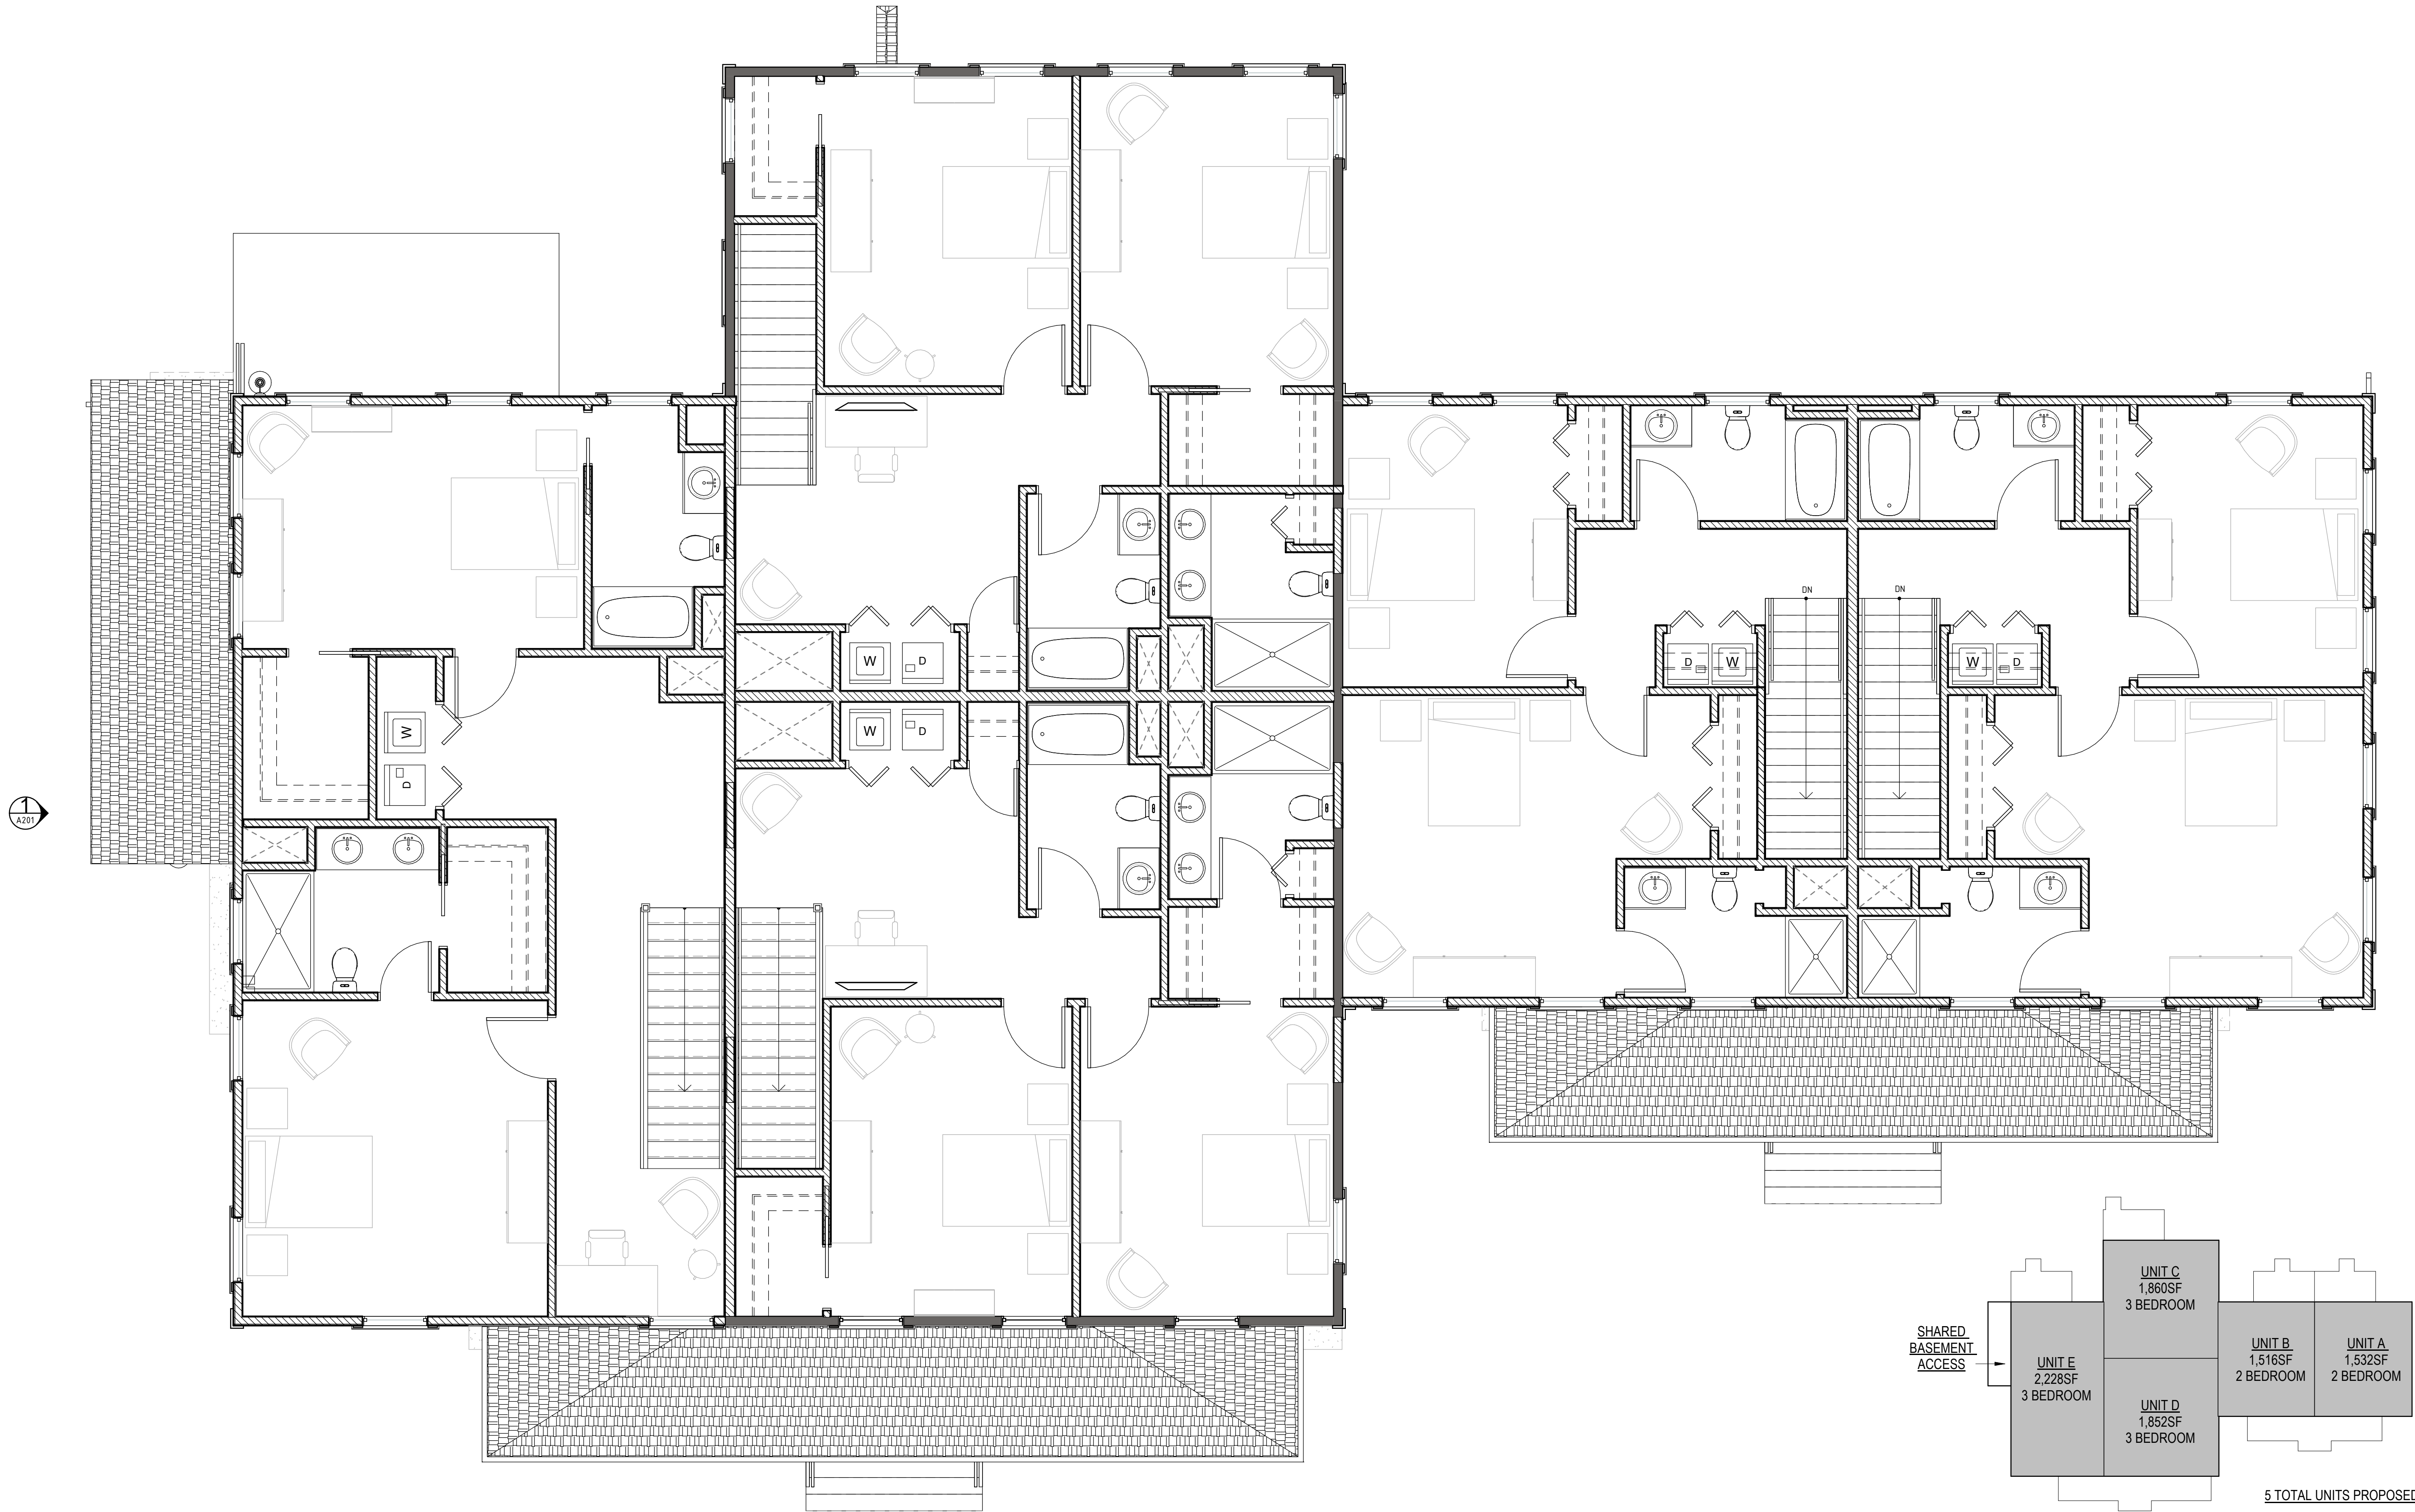 DN
DN
D
W
W
D
W
D
W
D
W
D
1
A201
UNIT C
1,860SF
3 BEDROOM
SHARED
BASEMENT
ACCESS
UNIT E
2,228SF
3 BEDROOM
UNIT D
1,852SF
3 BEDROOM
UNIT B
1,516SF
2 BEDROOM
UNIT A
1,532SF
2 BEDROOM
5 TOTAL UNITS PROPOSED